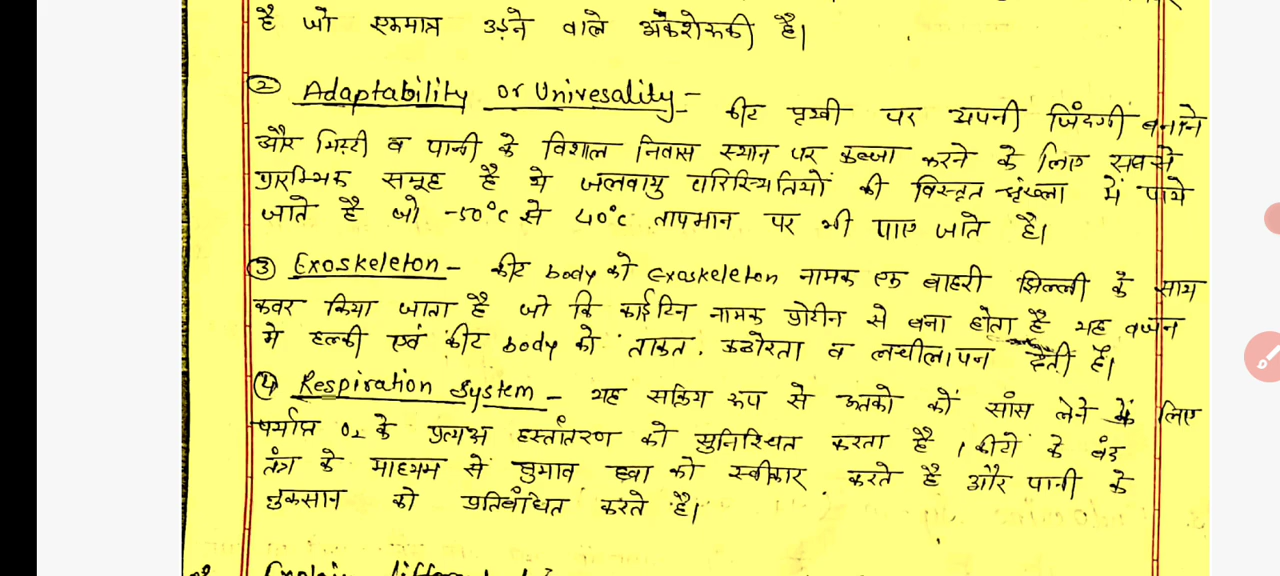 है जो एकमात्र उड़ने वाले अकेशेरुकी है।
② Adaptability or Univesality - कीट पृथ्वी पर अपनी जिंदगी बनाने
और मिट्टी व पानी के विशाल निवास स्थान पर कब्जा करने के लिए सबसे
प्रारम्भिक समूह है ये जलवायु पारिस्थितियों की विस्तृत श्रृंखला में पाये
जाते है जो -50°c से 40°c तापमान पर भी पाए जाते है।
③ Exoskeleton - कीट body को exoskeleton नामक एक बाहरी झिल्ली के साथ
कवर किया जाता है जो कि काईटिन नामक प्रोटीन से बना होता है यह वजन
मे हल्की एवं कीट body को ताकत, कठोरता व लचीलापन देती है।
④ Respiration System - यह सक्रिय रूप से ऊतको को सांस लेने के लिए
पर्याप्त O₂ के प्रत्यक्ष हस्तांतरण को सुनिश्चित करता है, कीटो के बंद
तंत्र के माध्यम से घुमाव हवा को स्वीकार करते है और पानी के
नुकसान को प्रतिबंधित करते है।